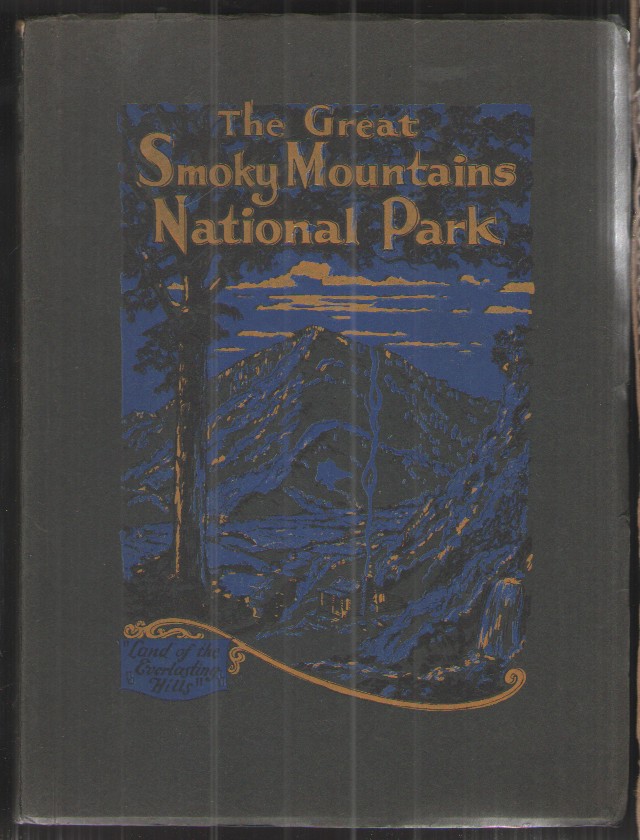 The Great
Smoky Mountains
National Park
"Land of the
Everlasting
Hills"